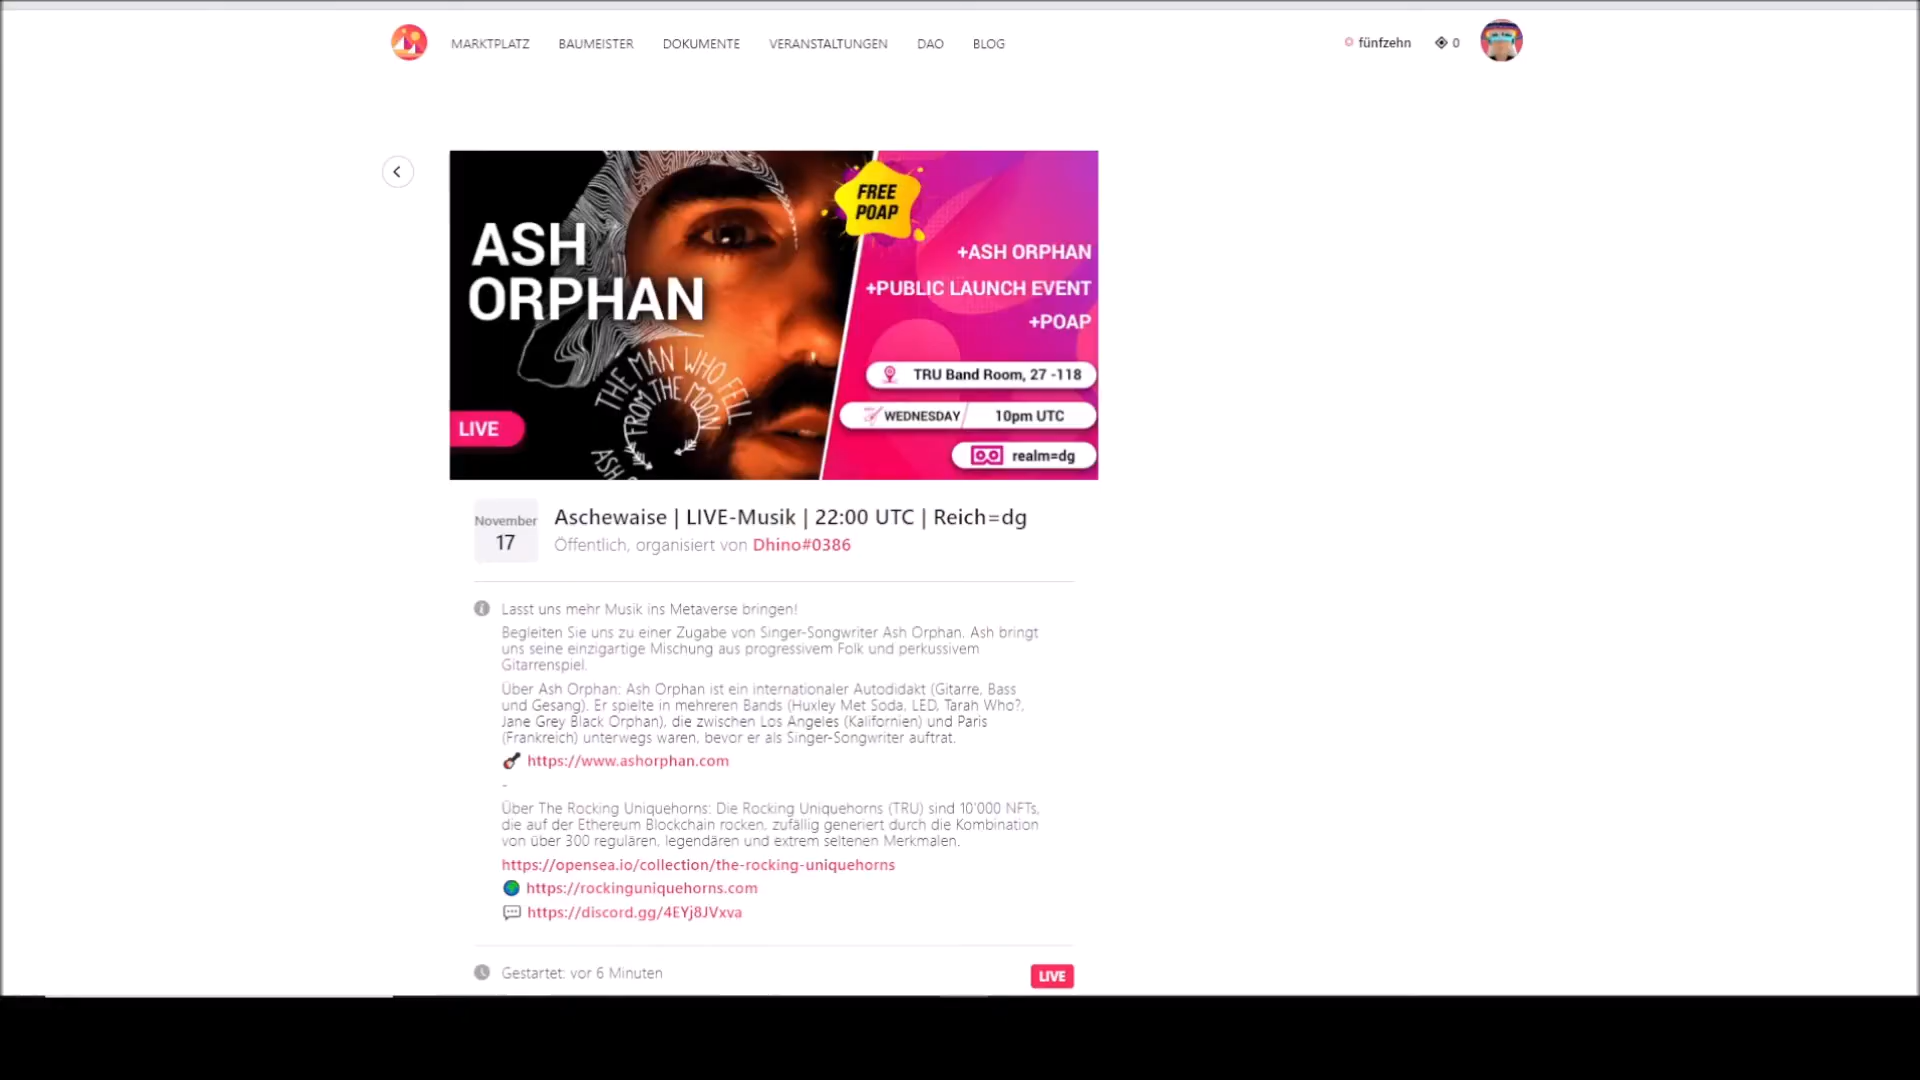 MARKTPLATZ BAUMEISTER DOKUMENTE VERANSTALTUNGEN DAO BLOG
fünfzehn 0
ASH
ORPHAN
THE MAN WHO FELL
FROM THE MOON
ASH
LIVE
FREE
POAP
+ASH ORPHAN
+PUBLIC LAUNCH EVENT
+POAP
TRU Band Room, 27 -118
WEDNESDAY 10pm UTC
realm=dg
November
17
Aschewaise | LIVE-Musik | 22:00 UTC | Reich=dg
Öffentlich, organisiert von Dhino#0386
Lasst uns mehr Musik ins Metaverse bringen!
Begleiten Sie uns zu einer Zugabe von Singer-Songwriter Ash Orphan. Ash bringt
uns seine einzigartige Mischung aus progressivem Folk und perkussivem
Gitarrenspiel.
Über Ash Orphan: Ash Orphan ist ein internationaler Autodidakt (Gitarre, Bass
und Gesang). Er spielte in mehreren Bands (Huxley Met Soda, LED, Tarah Who?,
Jane Grey Black Orphan), die zwischen Los Angeles (Kalifornien) und Paris
(Frankreich) unterwegs waren, bevor er als Singer-Songwriter auftrat.
https://www.ashorphan.com
-
Über The Rocking Uniquehorns: Die Rocking Uniquehorns (TRU) sind 10'000 NFTs,
die auf der Ethereum Blockchain rocken, zufällig generiert durch die Kombination
von über 300 regulären, legendären und extrem seltenen Merkmalen.
https://opensea.io/collection/the-rocking-uniquehorns
https://rockinguniquehorns.com
https://discord.gg/4EYj8JVxva
Gestartet: vor 6 Minuten
LIVE